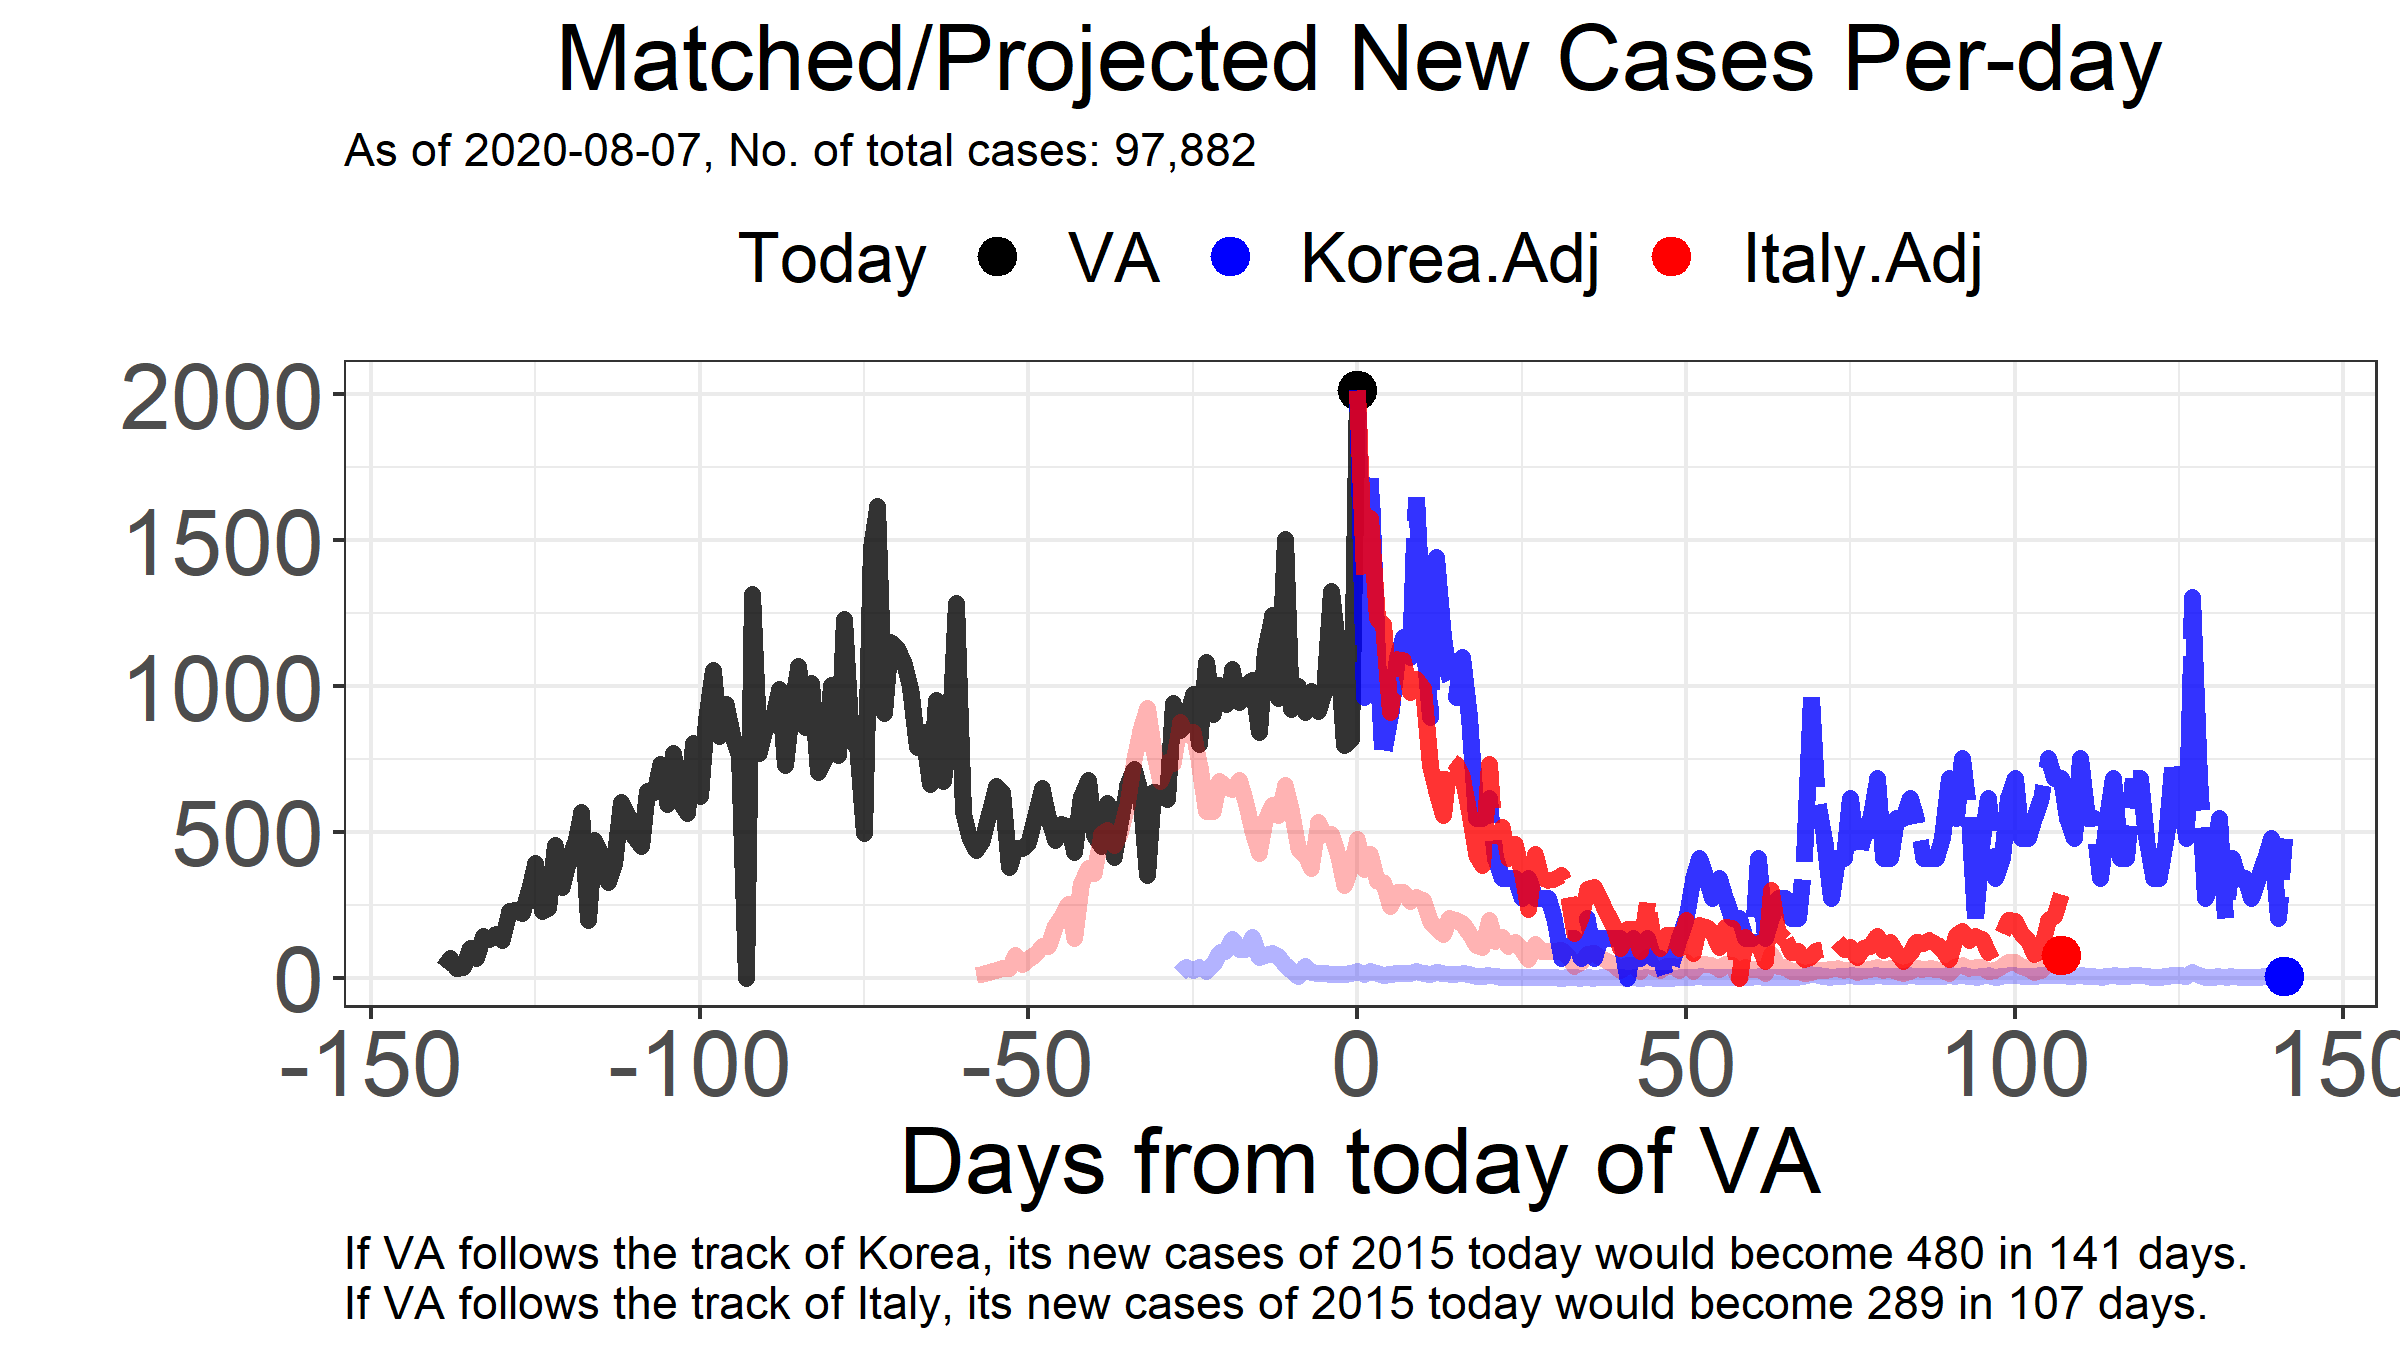 Matched/Projected New Cases Per-day
As of 2020-08-07, No. of total cases: 97,882
Today VA Korea.Adj Italy.Adj
2000
1500
1000
500
0
-150 -100 -50 0 50 100 150
Days from today of VA
If VA follows the track of Korea, its new cases of 2015 today would become 480 in 141 days.
If VA follows the track of Italy, its new cases of 2015 today would become 289 in 107 days.